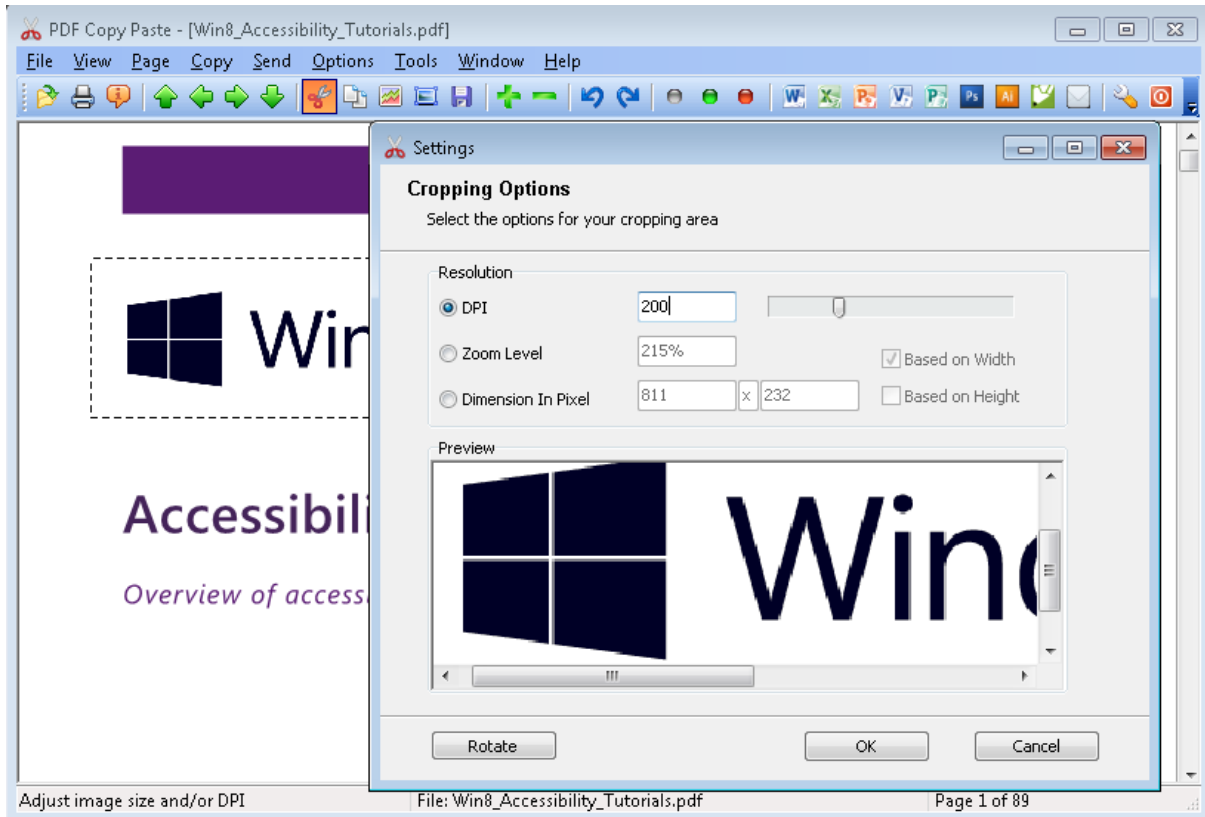 PDF Copy Paste - [Win8_Accessibility_Tutorials.pdf]
File View Page Copy Send Options Tools Window Help
Settings
Cropping Options
Select the options for your cropping area
Resolution
DPI 200
Zoom Level 215% Based on Width
Dimension In Pixel 811 x 232 Based on Height
Preview
Wind
Win
Accessibili
Overview of access
Rotate OK Cancel
Adjust image size and/or DPI File: Win8_Accessibility_Tutorials.pdf Page 1 of 89